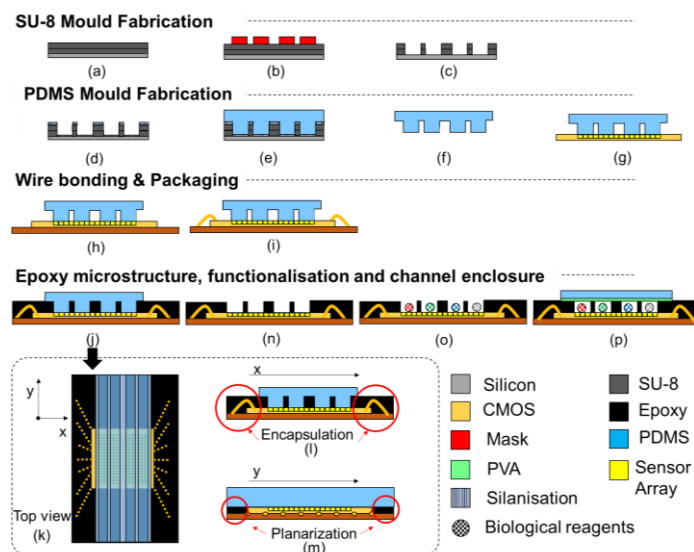 SU-8 Mould Fabrication
(a)
(b)
(c)
PDMS Mould Fabrication
(d)
(e)
(f)
(g)
Wire bonding & Packaging
(h)
(i)
Epoxy microstructure, functionalisation and channel enclosure
(j)
(n)
(o)
(p)
y
x
Top view
(k)
x
Encapsulation
(l)
y
Planarization
(m)
Silicon
CMOS
Mask
PVA
Silanisation
Biological reagents
SU-8
Epoxy
PDMS
Sensor
Array